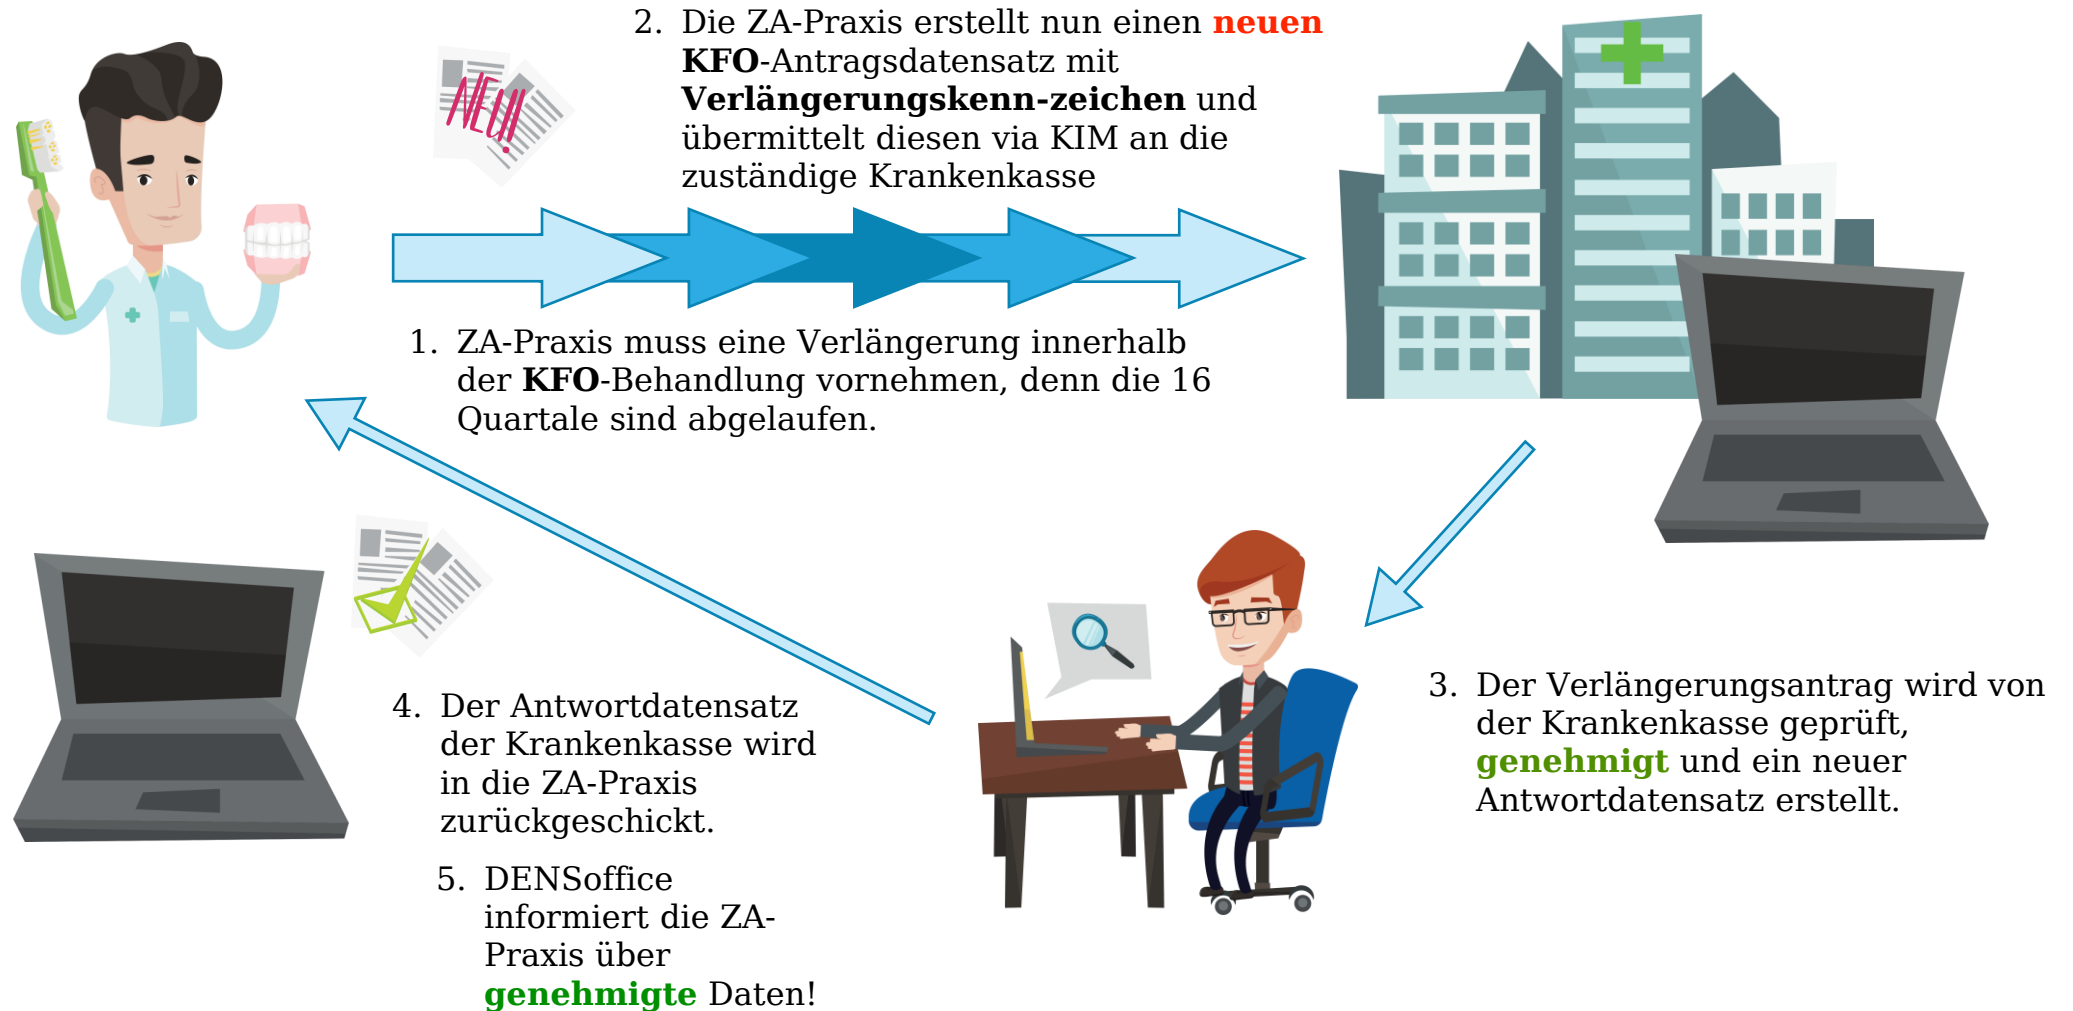 2. Die ZA-Praxis erstellt nun einen neuen
KFO-Antragsdatensatz mit
Verlängerungskenn-zeichen und
übermittelt diesen via KIM an die
zuständige Krankenkasse
NEU!
1. ZA-Praxis muss eine Verlängerung innerhalb
der KFO-Behandlung vornehmen, denn die 16
Quartale sind abgelaufen.
3. Der Verlängerungsantrag wird von
der Krankenkasse geprüft,
genehmigt und ein neuer
Antwortdatensatz erstellt.
4. Der Antwortdatensatz
der Krankenkasse wird
in die ZA-Praxis
zurückgeschickt.
5. DENSoffice
informiert die ZA-
Praxis über
genehmigte Daten!